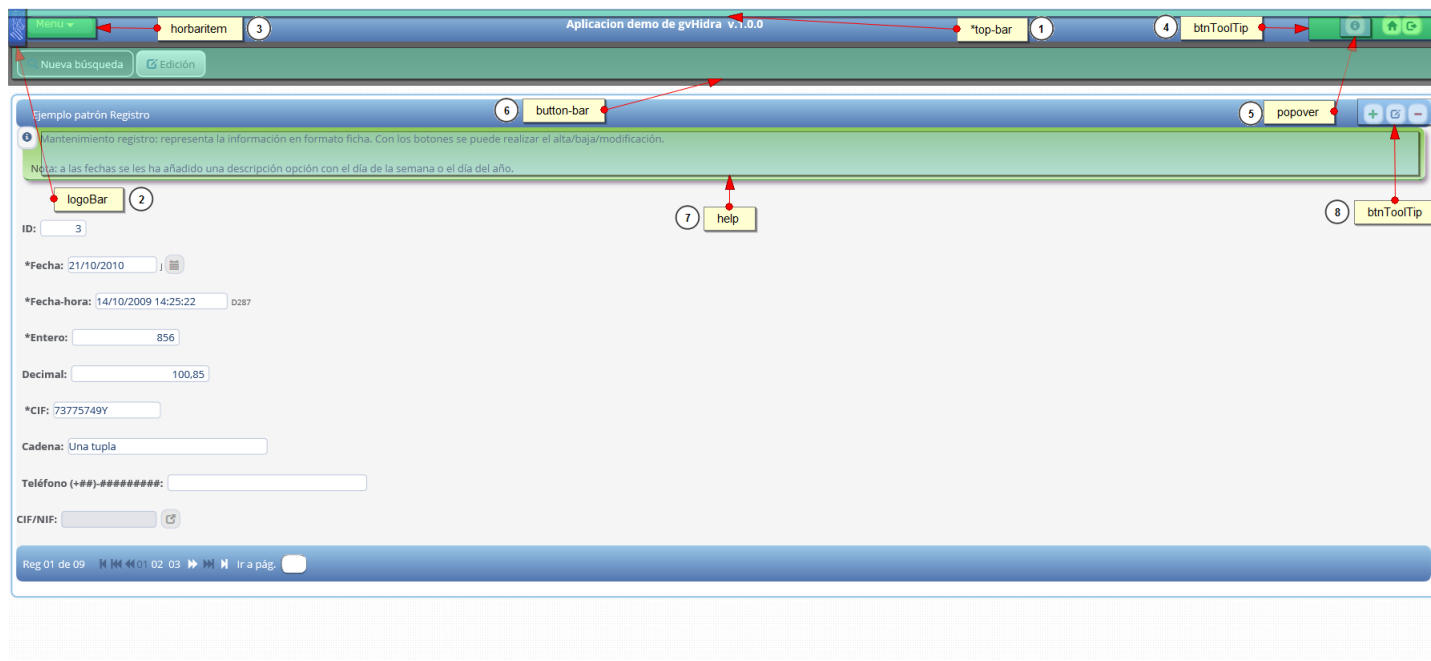 Menu
horbaritem
3
Aplicacion demo de gvHidra v.1.0.0
*top-bar
1
4
btnToolTip
Nueva búsqueda
Edición
6
button-bar
5
popover
Ejemplo patrón Registro
Mantenimiento registro: representa la información en formato ficha. Con los botones se puede realizar el alta/baja/modificación.
Nota: a las fechas se les ha añadido una descripción opción con el día de la semana o el día del año.
logoBar
2
7
help
8
btnToolTip
ID: 3
*Fecha: 21/10/2010 J
*Fecha-hora: 14/10/2009 14:25:22 D287
*Entero: 856
Decimal: 100,85
*CIF: 73775749Y
Cadena: Una tupla
Teléfono (+##)-#########:
CIF/NIF:
Reg 01 de 09 01 02 03 Ir a pág.